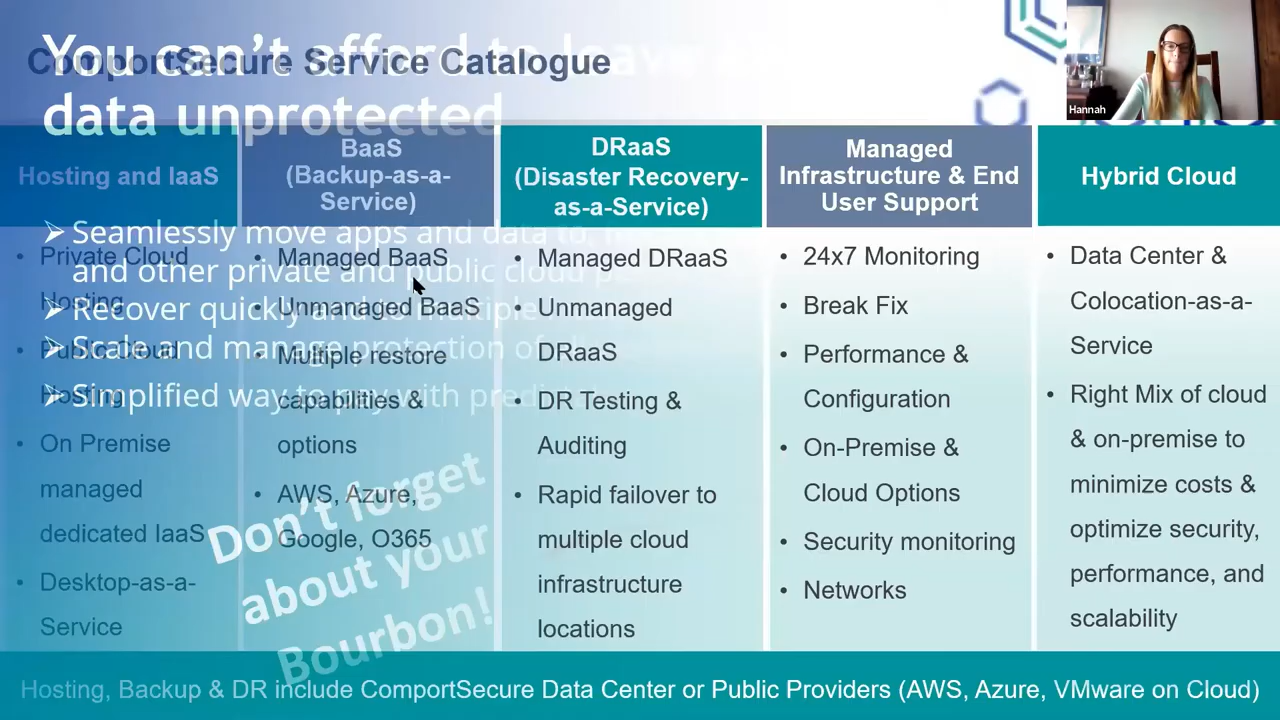 You can't afford to leave
data unprotected
ComportSecure Service Catalogue
Hannah
Hosting and IaaS
BaaS
(Backup-as-a-
Service)
DRaaS
(Disaster Recovery-
as-a-Service)
Managed
Infrastructure & End
User Support
Hybrid Cloud
➢ Seamlessly move apps and data to,
and other private and public cloud
➢ Recover quickly and to multiple
➢ Scale and manage protection of
➢ Simplified way to pay with
• Private Cloud
Hosting
• Public Cloud
Hosting
• On Premise
managed
dedicated IaaS
• Desktop-as-a-
Service
• Managed BaaS
• Unmanaged BaaS
• Multiple restore
capabilities &
options
• AWS, Azure,
Google, O365
• Managed DRaaS
• Unmanaged
DRaaS
• DR Testing &
Auditing
• Rapid failover to
multiple cloud
infrastructure
locations
• 24x7 Monitoring
• Break Fix
• Performance &
Configuration
• On-Premise &
Cloud Options
• Security monitoring
• Networks
• Data Center &
Colocation-as-a-
Service
• Right Mix of cloud
& on-premise to
minimize costs &
optimize security,
performance, and
scalability
Don't forget
about your
Bourbon!
Hosting, Backup & DR include ComportSecure Data Center or Public Providers (AWS, Azure, VMware on Cloud)